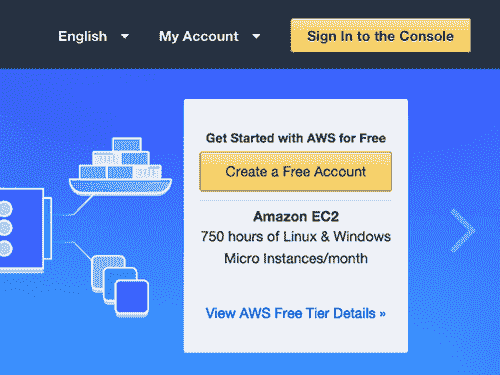 English My Account Sign In to the Console
Get Started with AWS for Free
Create a Free Account
Amazon EC2
750 hours of Linux & Windows
Micro Instances/month
View AWS Free Tier Details »